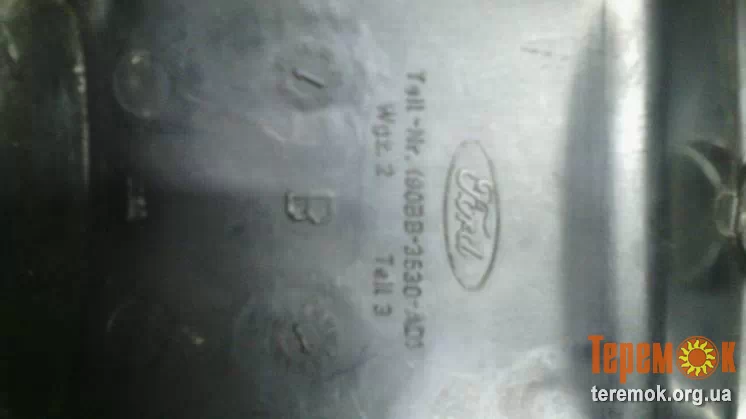 Ford
Teil-Nr. (90BB-3530-AD)
Wgz. 2 Teil 3
B
Теремок
teremok.org.ua